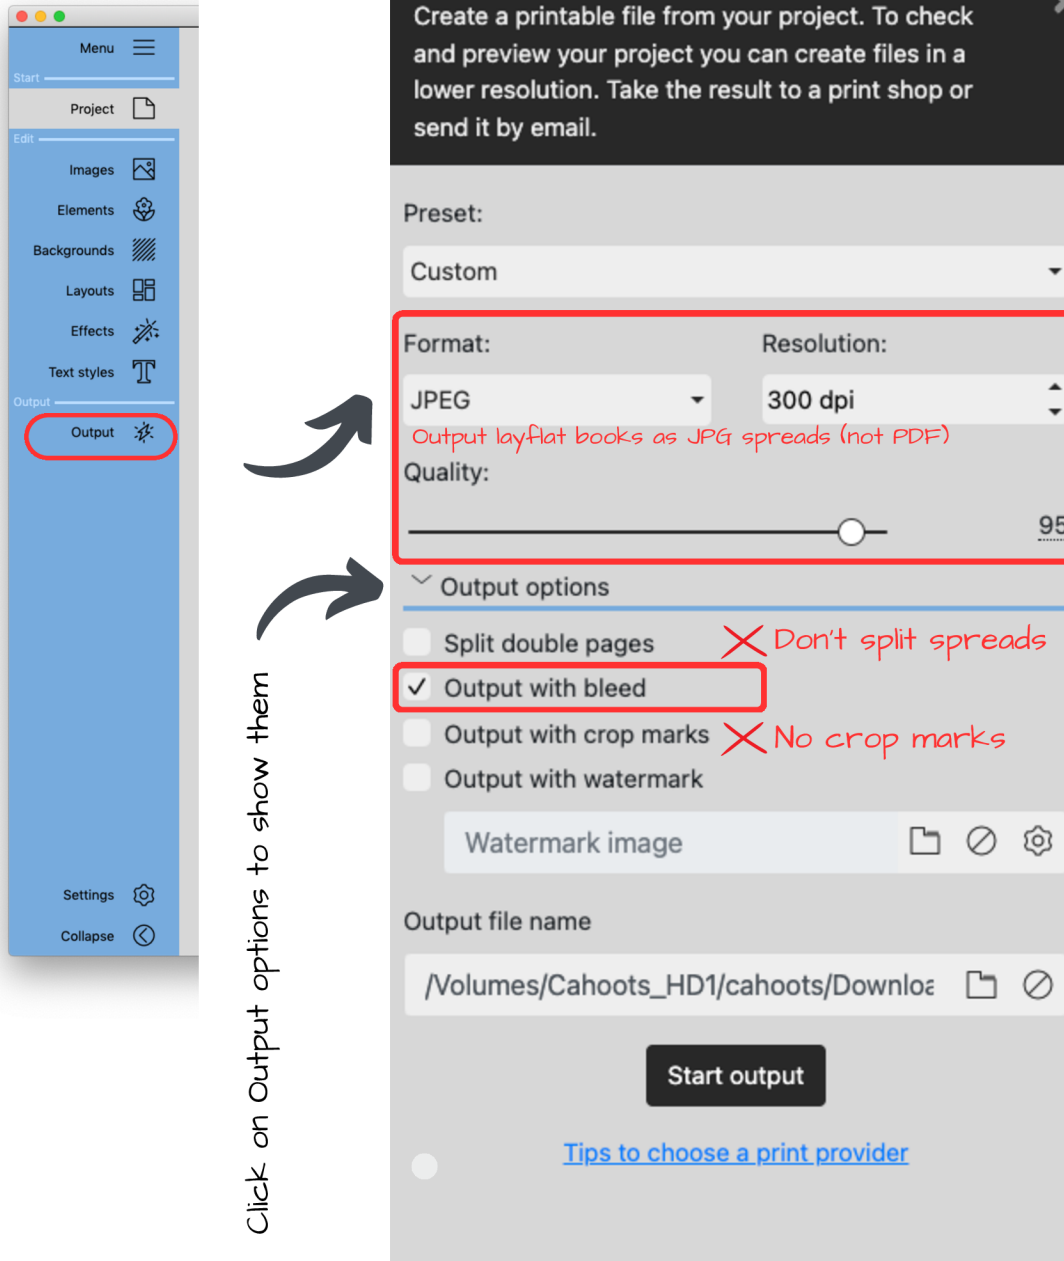 Menu
Start
Project
Edit
Images
Elements
Backgrounds
Layouts
Effects
Text styles
Output
Output
Settings
Collapse
Click on Output options to show them
Create a printable file from your project. To check
and preview your project you can create files in a
lower resolution. Take the result to a print shop or
send it by email.
Preset:
Custom
Format:
Resolution:
JPEG
300 dpi
Output layflat books as JPG spreads (not PDF)
Quality:
95
Output options
Split double pages
Don't split spreads
Output with bleed
Output with crop marks
No crop marks
Output with watermark
Watermark image
Output file name
/Volumes/Cahoots_HD1/cahoots/Downloa
Start output
Tips to choose a print provider